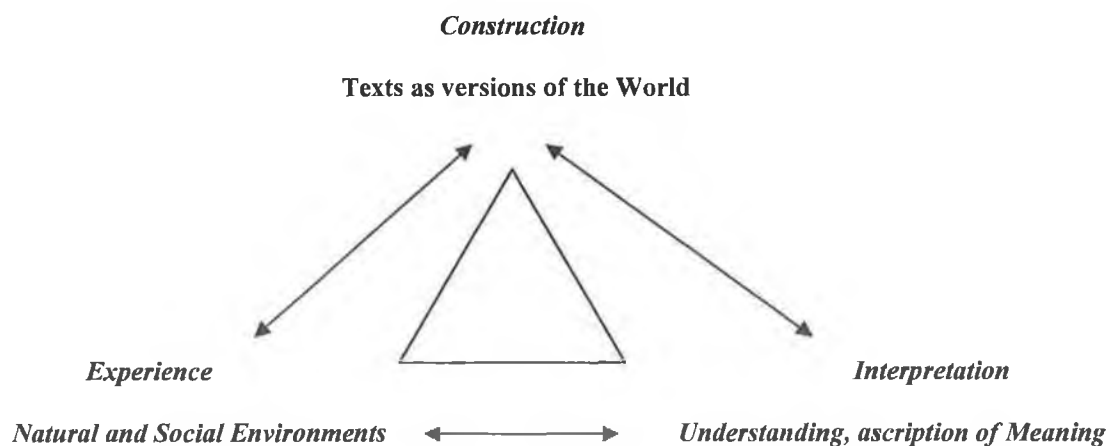 Construction
Texts as versions of the World
Experience
Interpretation
Natural and Social Environments
Understanding, ascription of Meaning